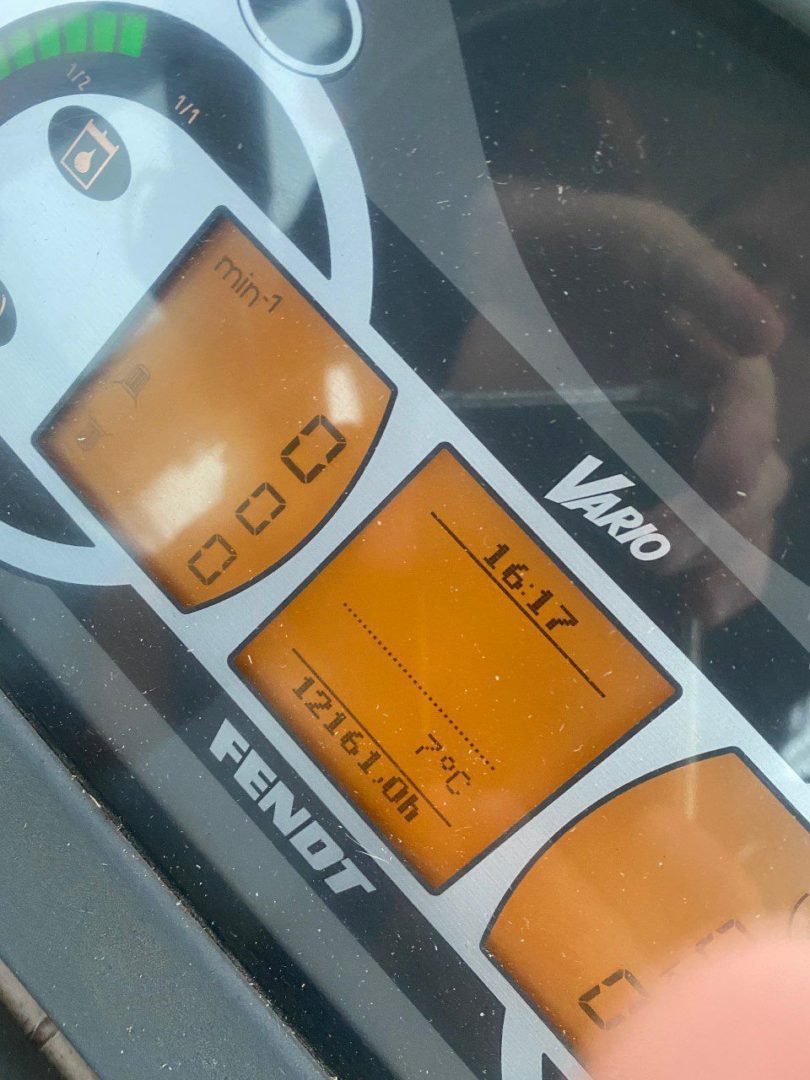 1/2
1/1
min-1
000
VARIO
16:17
7°C
12161.0h
FENDT